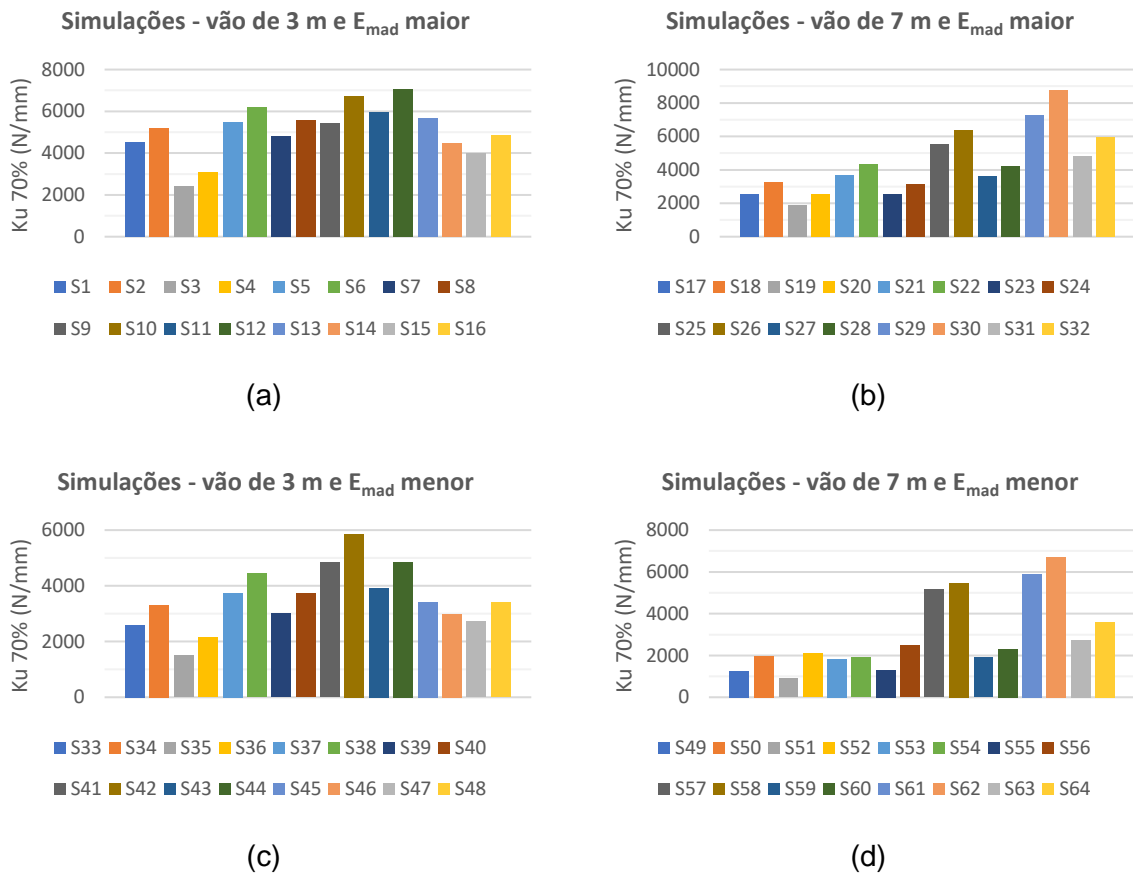 Simulações - vão de 3 m e Emad maior
Ku 70% (N/mm)
8000
6000
4000
2000
0
S1 S2 S3 S4 S5 S6 S7 S8
S9 S10 S11 S12 S13 S14 S15 S16
(a)
Simulações - vão de 7 m e Emad maior
Ku 70% (N/mm)
10000
8000
6000
4000
2000
0
S17 S18 S19 S20 S21 S22 S23 S24
S25 S26 S27 S28 S29 S30 S31 S32
(b)
Simulações - vão de 3 m e Emad menor
Ku 70% (N/mm)
6000
4000
2000
0
S33 S34 S35 S36 S37 S38 S39 S40
S41 S42 S43 S44 S45 S46 S47 S48
(c)
Simulações - vão de 7 m e Emad menor
Ku 70% (N/mm)
8000
6000
4000
2000
0
S49 S50 S51 S52 S53 S54 S55 S56
S57 S58 S59 S60 S61 S62 S63 S64
(d)